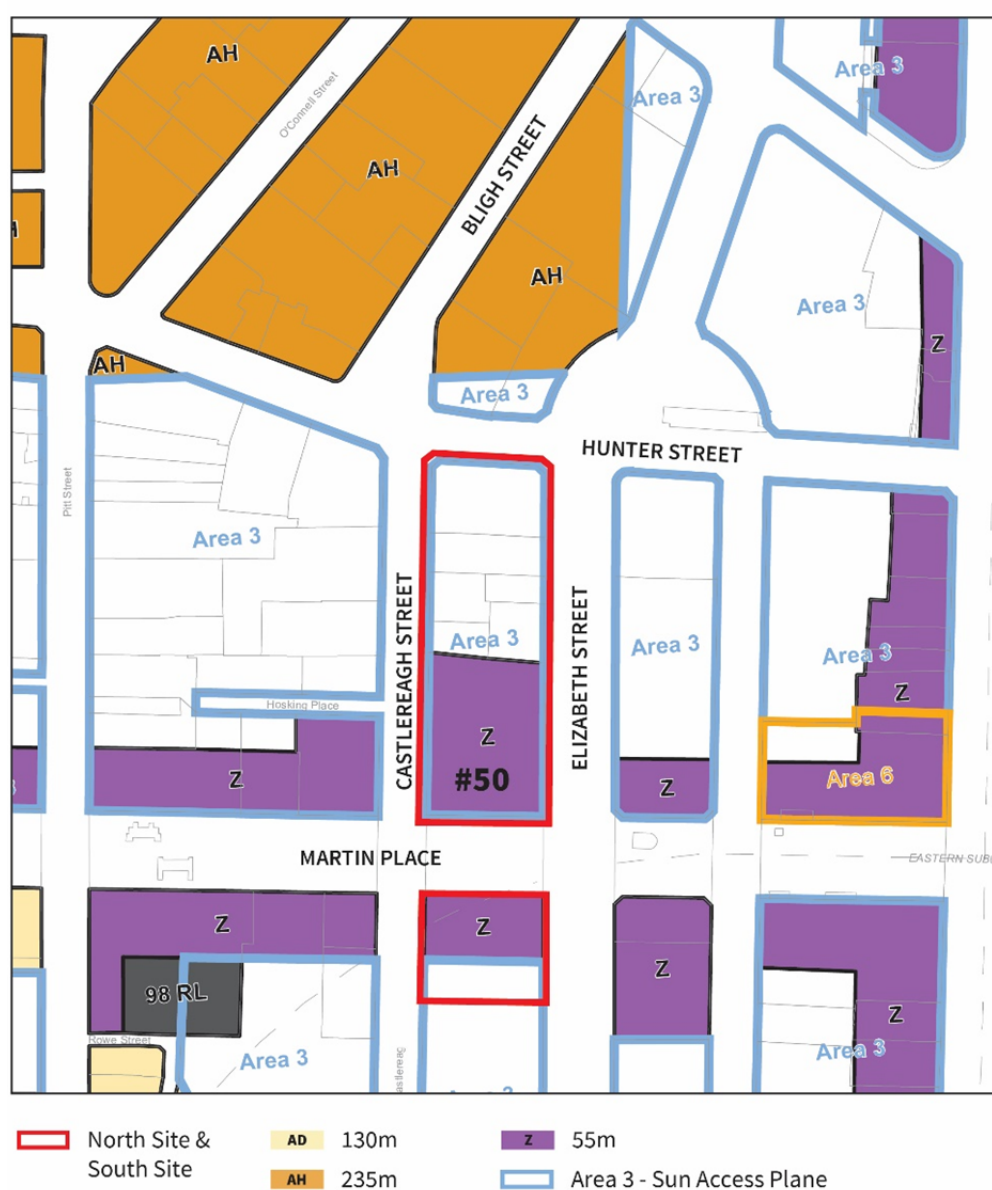 AH
O'Connell Street
AH
BLIGH STREET
AH
Area 3
Area 3
Area 3
Z
AH
Area 3
HUNTER STREET
Pitt Street
Area 3
CASTLEREAGH STREET
Area 3
ELIZABETH STREET
Area 3
Area 3
Z
Hosking Place
Z
#50
Z
Z
Area 6
MARTIN PLACE
EASTERN SUB
Z
Z
Z
98 RL
Z
Rowe Street
Area 3
astlereag
Area 3
North Site &
South Site
AD 130m
AH 235m
Z 55m
Area 3 - Sun Access Plane